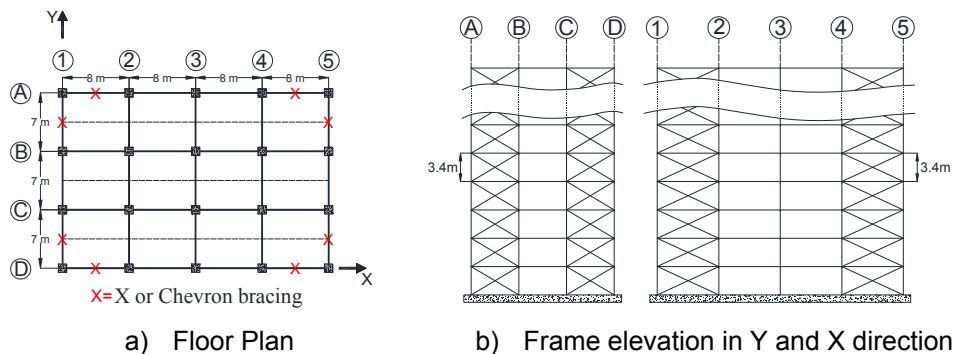 Y
1 2 3 4 5
8 m 8 m 8 m 8 m
A
7 m
B
7 m
C
7 m
D
X
X= X or Chevron bracing
a) Floor Plan
A B C D 1 2 3 4 5
3.4m 3.4m
b) Frame elevation in Y and X direction